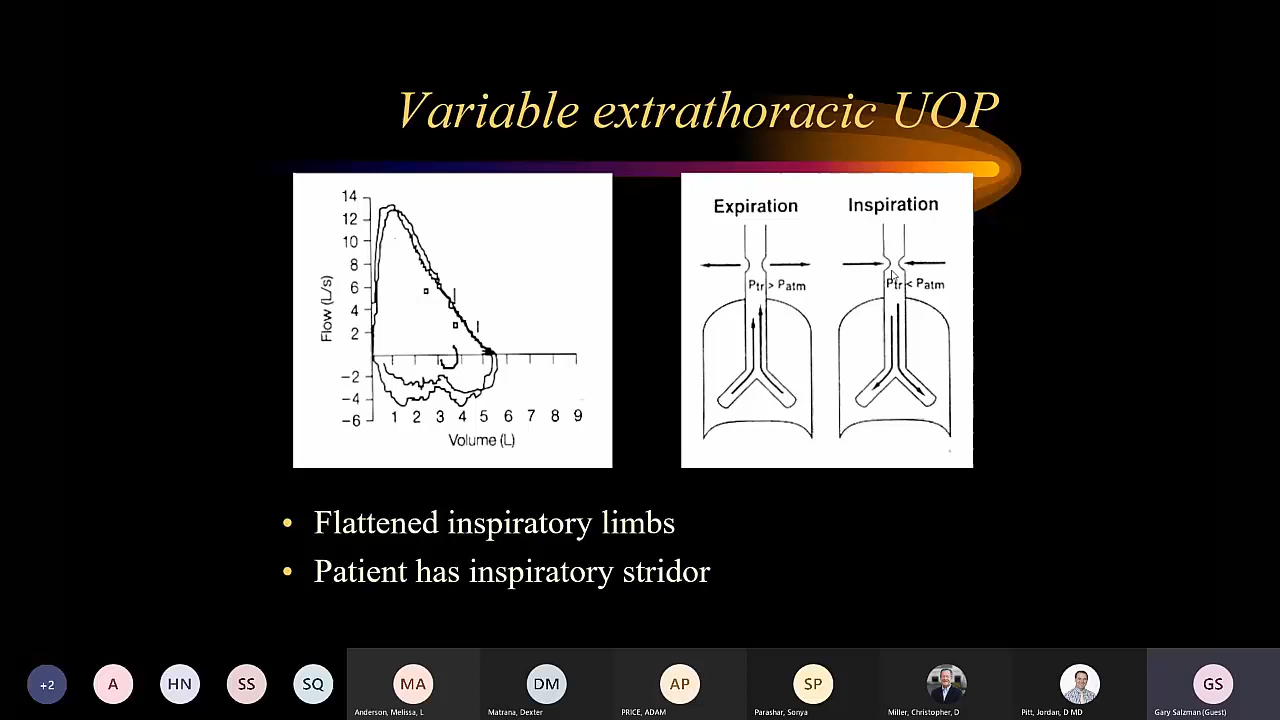 Variable extrathoracic UOP
14
12
10
8
6
4
2
−2
−4
−6
Flow (L/s)
1 2 3 4 5 6 7 8 9
Volume (L)
Expiration Inspiration
Ptr > Patm Ptr < Patm
• Flattened inspiratory limbs
• Patient has inspiratory stridor
+2 A HN SS SQ MA DM AP SP GS
Anderson, Melissa, L Matrana, Dexter PRICE, ADAM Parashar, Sonya Miller, Christopher, D Pitt, Jordan, D MD Gary Salzman (Guest)